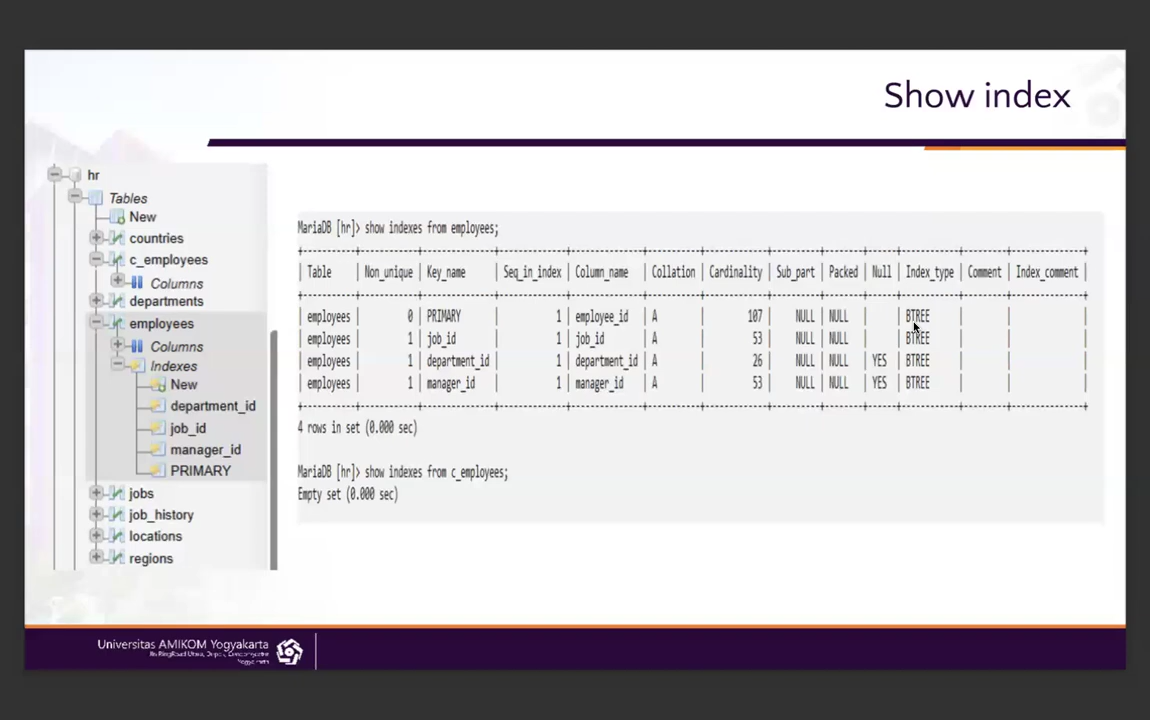 Show index
hr
Tables
New
countries
c_employees
Columns
departments
employees
Columns
Indexes
New
department_id
job_id
manager_id
PRIMARY
jobs
job_history
locations
regions
MariaDB [hr]> show indexes from employees;
| Table | Non_unique | Key_name | Seq_in_index | Column_name | Collation | Cardinality | Sub_part | Packed | Null | Index_type | Comment | Index_comment |
| employees | 0 | PRIMARY | 1 | employee_id | A | 107 | NULL | NULL | | BTREE | | |
| employees | 1 | job_id | 1 | job_id | A | 53 | NULL | NULL | | BTREE | | |
| employees | 1 | department_id | 1 | department_id | A | 26 | NULL | NULL | YES | BTREE | | |
| employees | 1 | manager_id | 1 | manager_id | A | 53 | NULL | NULL | YES | BTREE | | |
4 rows in set (0.000 sec)
MariaDB [hr]> show indexes from c_employees;
Empty set (0.000 sec)
Universitas AMIKOM Yogyakarta